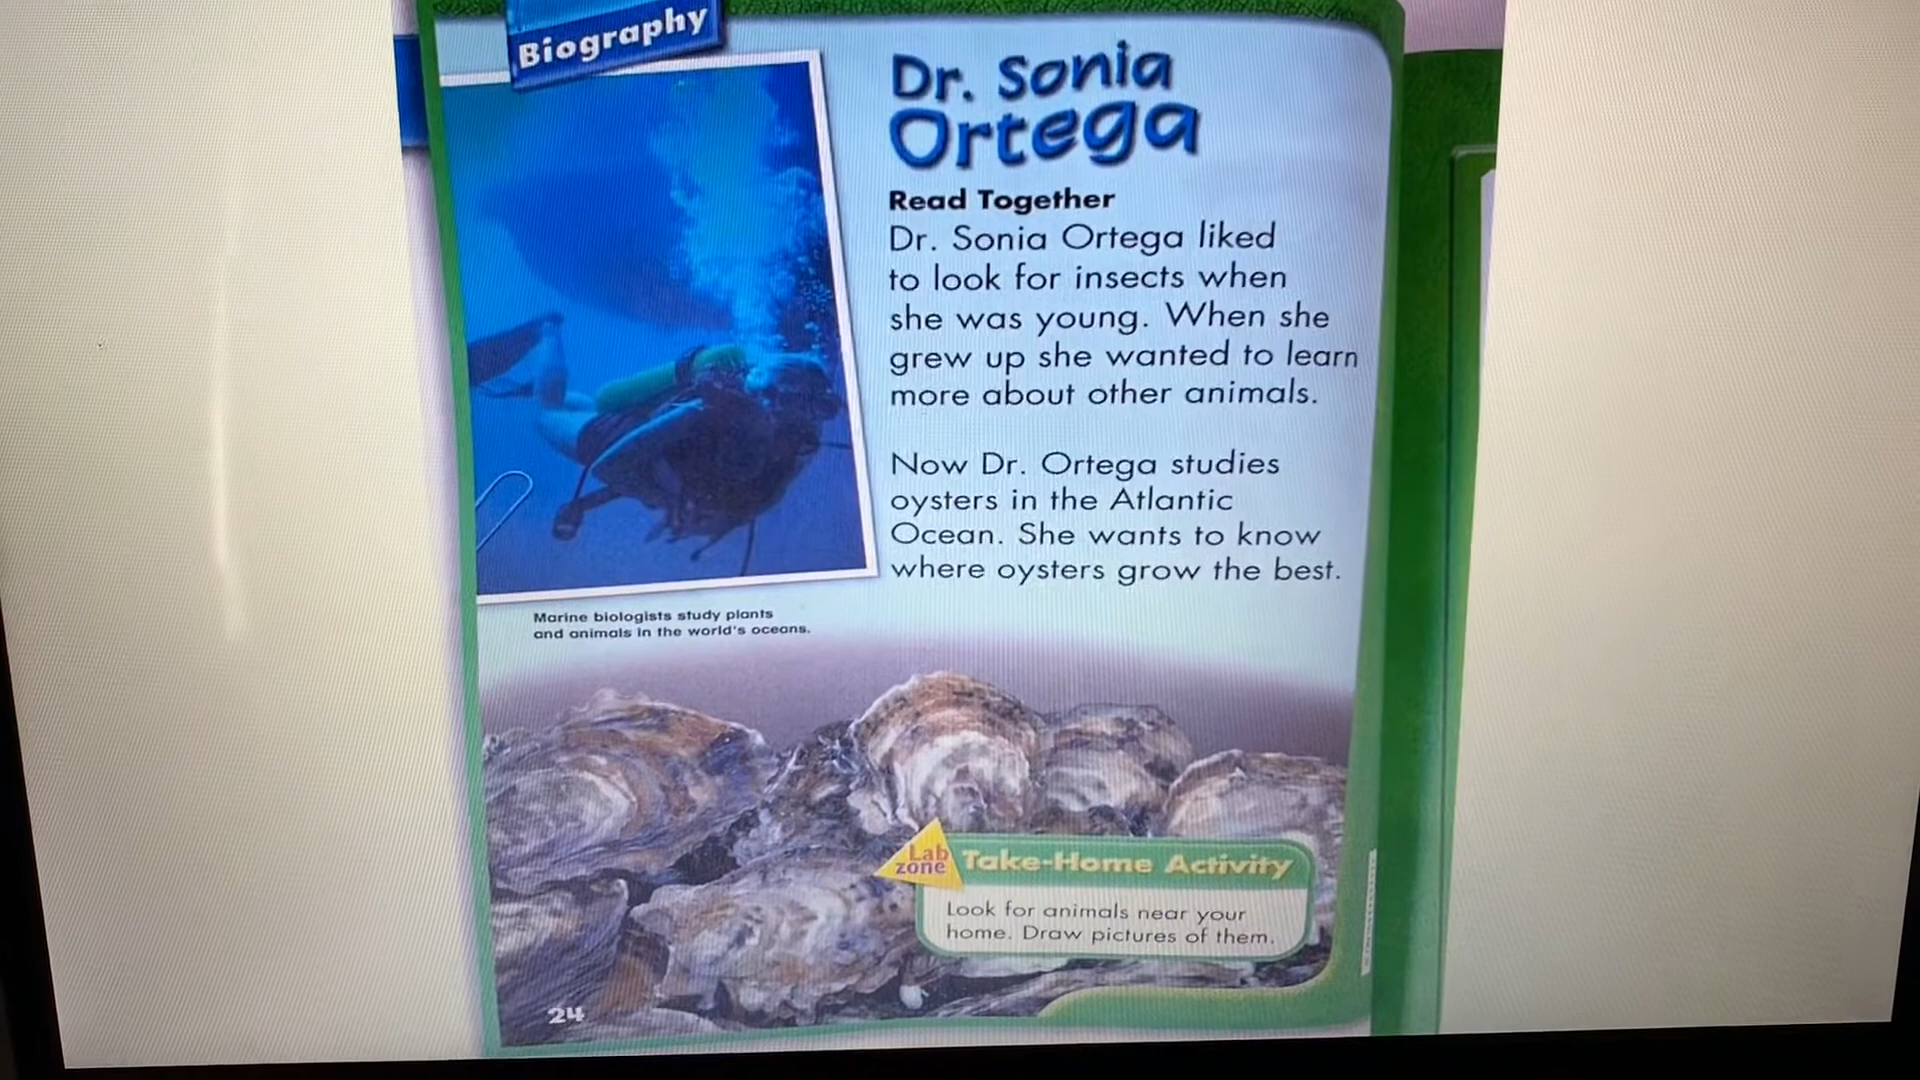 Biography
Dr. Sonia
Ortega
Read Together
Dr. Sonia Ortega liked
to look for insects when
she was young. When she
grew up she wanted to learn
more about other animals.
Now Dr. Ortega studies
oysters in the Atlantic
Ocean. She wants to know
where oysters grow the best.
Marine biologists study plants
and animals in the world's oceans.
Lab
zone
Take-Home Activity
Look for animals near your
home. Draw pictures of them.
24